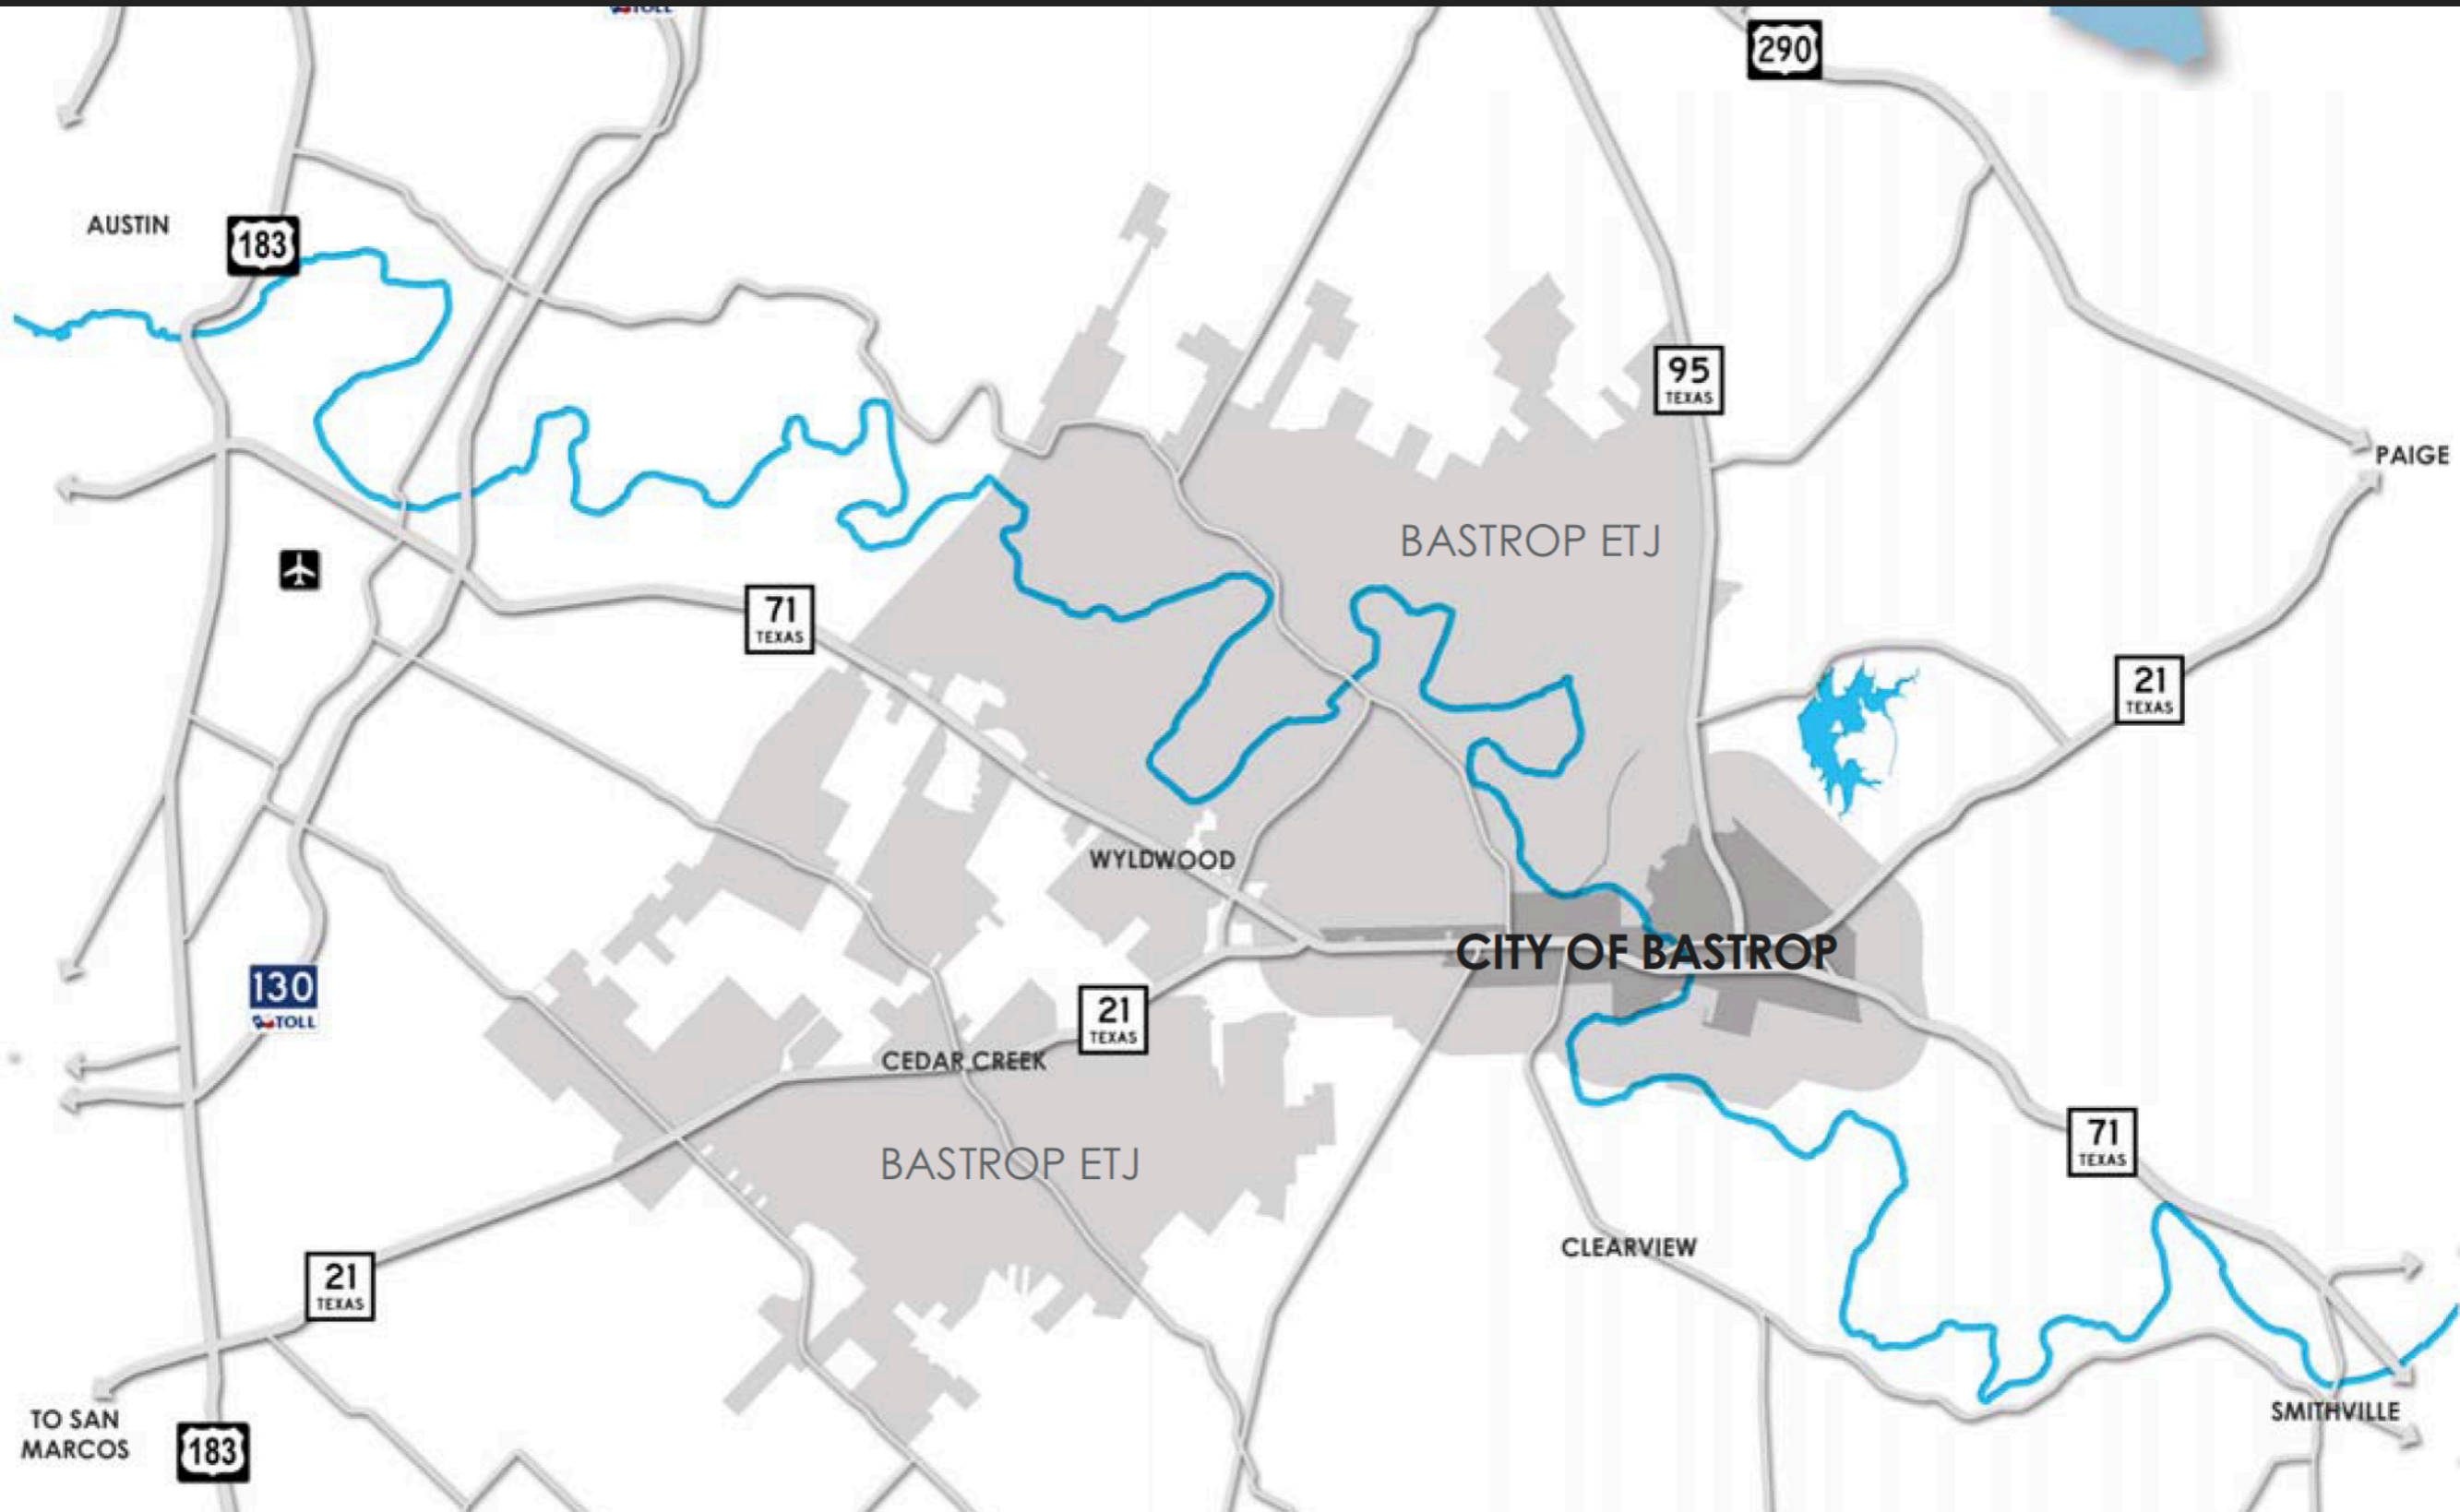 TOLL
290
AUSTIN
183
95
TEXAS
PAIGE
BASTROP ETJ
71
TEXAS
21
TEXAS
WYLDWOOD
CITY OF BASTROP
130
TOLL
21
TEXAS
CEDAR CREEK
BASTROP ETJ
71
TEXAS
CLEARVIEW
21
TEXAS
TO SAN
MARCOS
183
SMITHVILLE